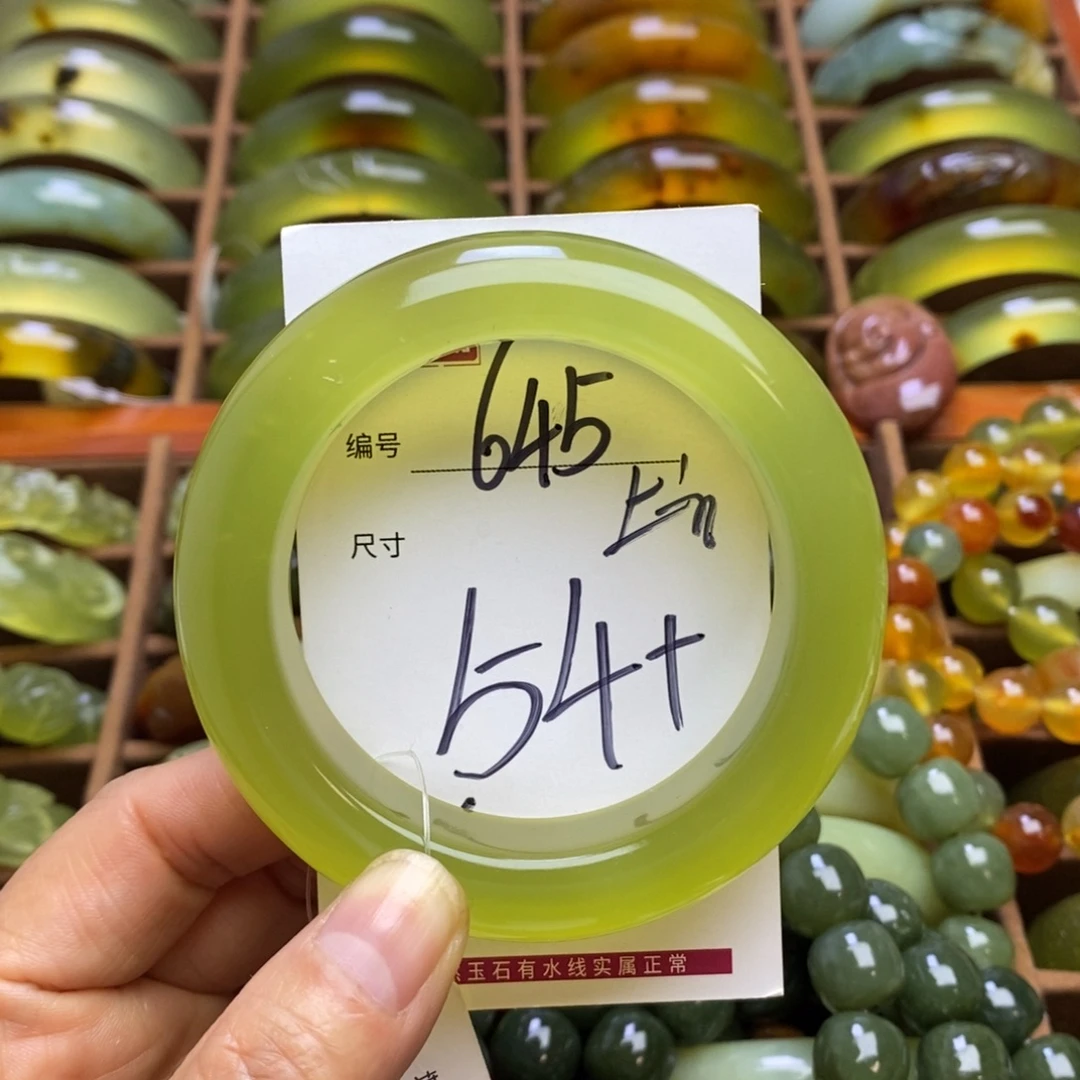 编号 645
尺寸
54+
玉石有水线实属正常